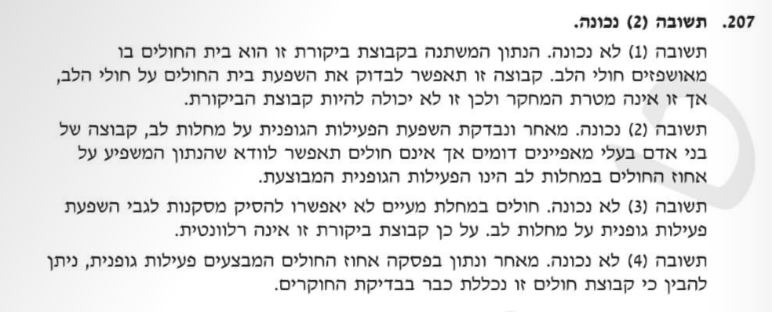 207. תשובה (2) נכונה.
תשובה (1) לא נכונה. הנתון המשתנה בקבוצת ביקורת זו הוא בית החולים בו
מאושפזים חולי הלב. קבוצה זו תאפשר לבדוק את השפעת בית החולים על חולי הלב,
אך זו אינה מטרת המחקר ולכן זו לא יכולה להיות קבוצת הביקורת.
תשובה (2) נכונה. מאחר ונבדקת השפעת הפעילות הגופנית על מחלות לב, קבוצה של
בני אדם בעלי מאפיינים דומים אך אינם חולים תאפשר לוודא שהנתון המשפיע על
אחוז החולים במחלות לב הינו הפעילות הגופנית המבוצעת.
תשובה (3) לא נכונה. חולים במחלת מעיים לא יאפשרו להסיק מסקנות לגבי השפעת
פעילות גופנית על מחלות לב. על כן קבוצת ביקורת זו אינה רלוונטית.
תשובה (4) לא נכונה. מאחר ונתון בפסקה אחוז החולים המבצעים פעילות גופנית, ניתן
להבין כי קבוצת חולים זו נכללת כבר בבדיקת החוקרים.